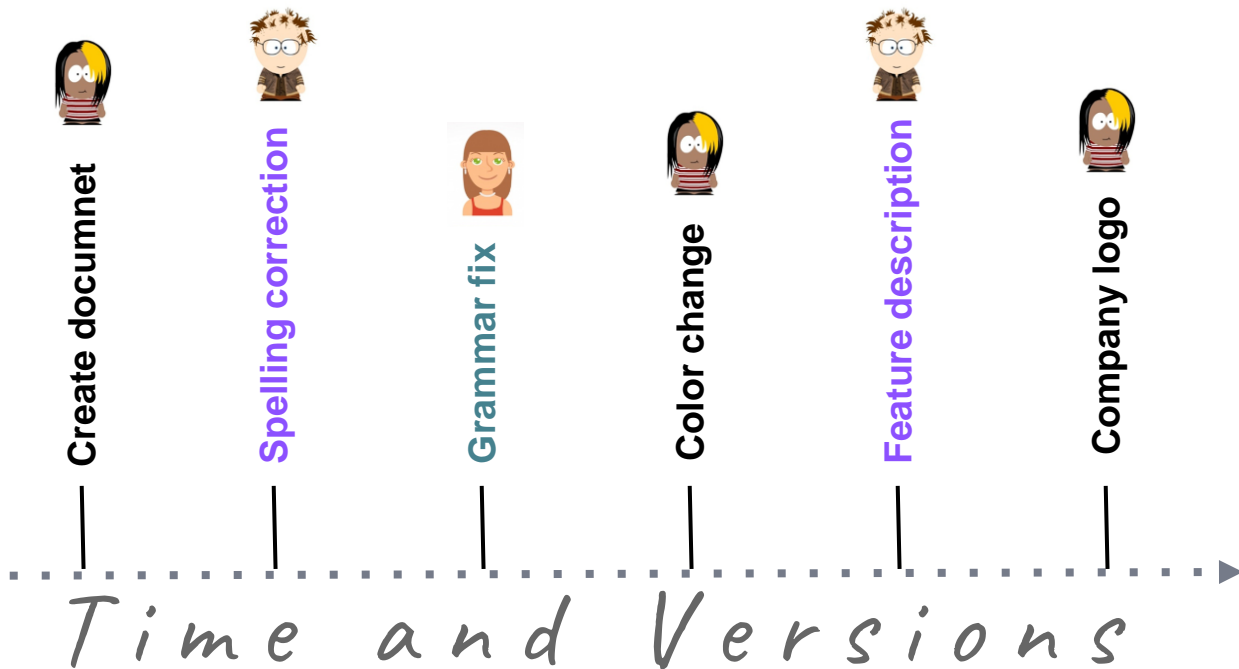 Create documnet
Spelling correction
Grammar fix
Color change
Feature description
Company logo
Time and Versions